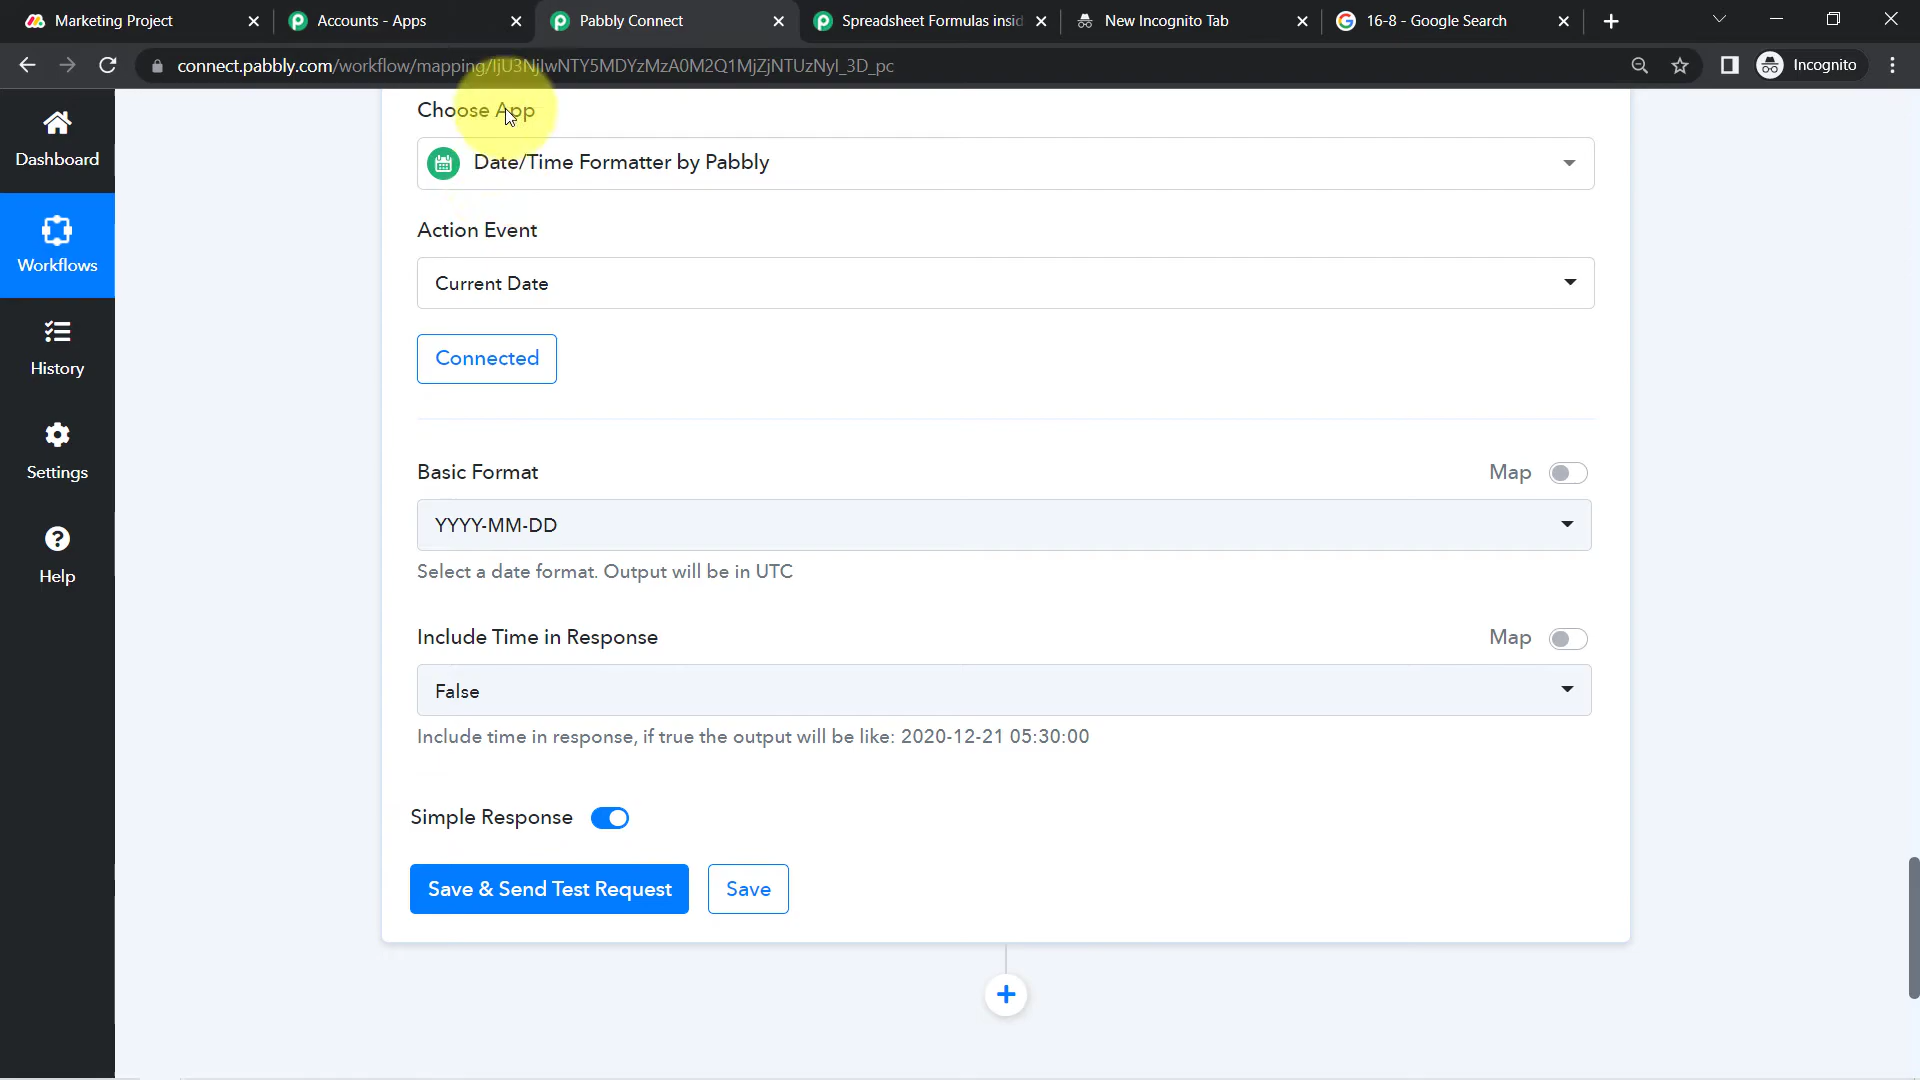 Marketing Project
Accounts - Apps
Pabbly Connect
Spreadsheet Formulas insid
New Incognito Tab
16-8 - Google Search
connect.pabbly.com/workflow/mapping/
Incognito
Dashboard
Workflows
History
Settings
Help
Choose App
Date/Time Formatter by Pabbly
Action Event
Current Date
Connected
Basic Format
Map
YYYY-MM-DD
Select a date format. Output will be in UTC
Include Time in Response
Map
False
Include time in response, if true the output will be like: 2020-12-21 05:30:00
Simple Response
Save & Send Test Request
Save